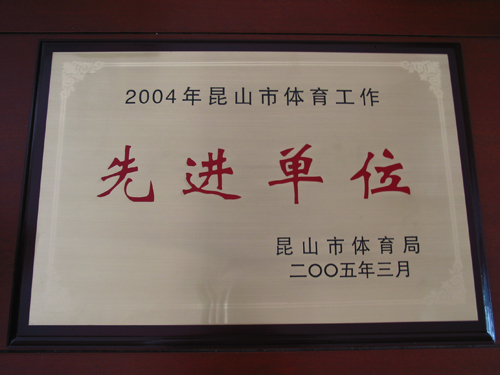 2004年昆山市体育工作
先进单位
昆山市体育局
二〇〇五年三月